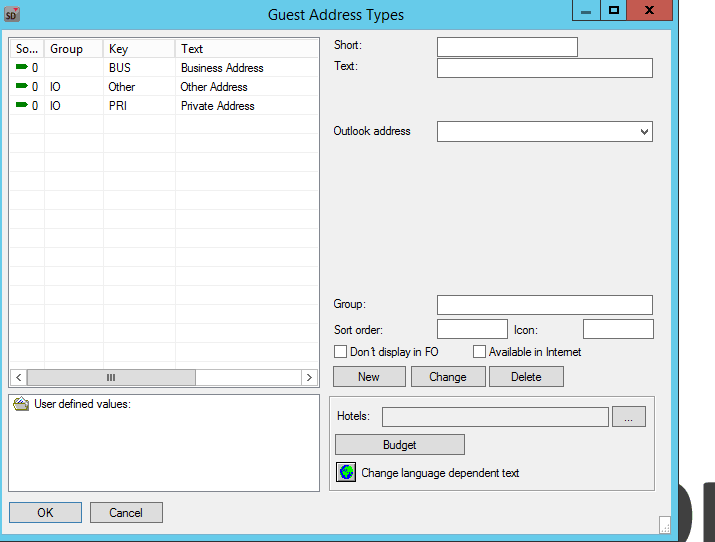 SD
Guest Address Types
So... Group Key Text
0 BUS Business Address
0 IO Other Other Address
0 IO PRI Private Address
User defined values:
OK Cancel
Short:
Text:
Outlook address
Group:
Sort order: Icon:
Don't display in FO Available in Internet
New Change Delete
Hotels: ...
Budget
Change language dependent text